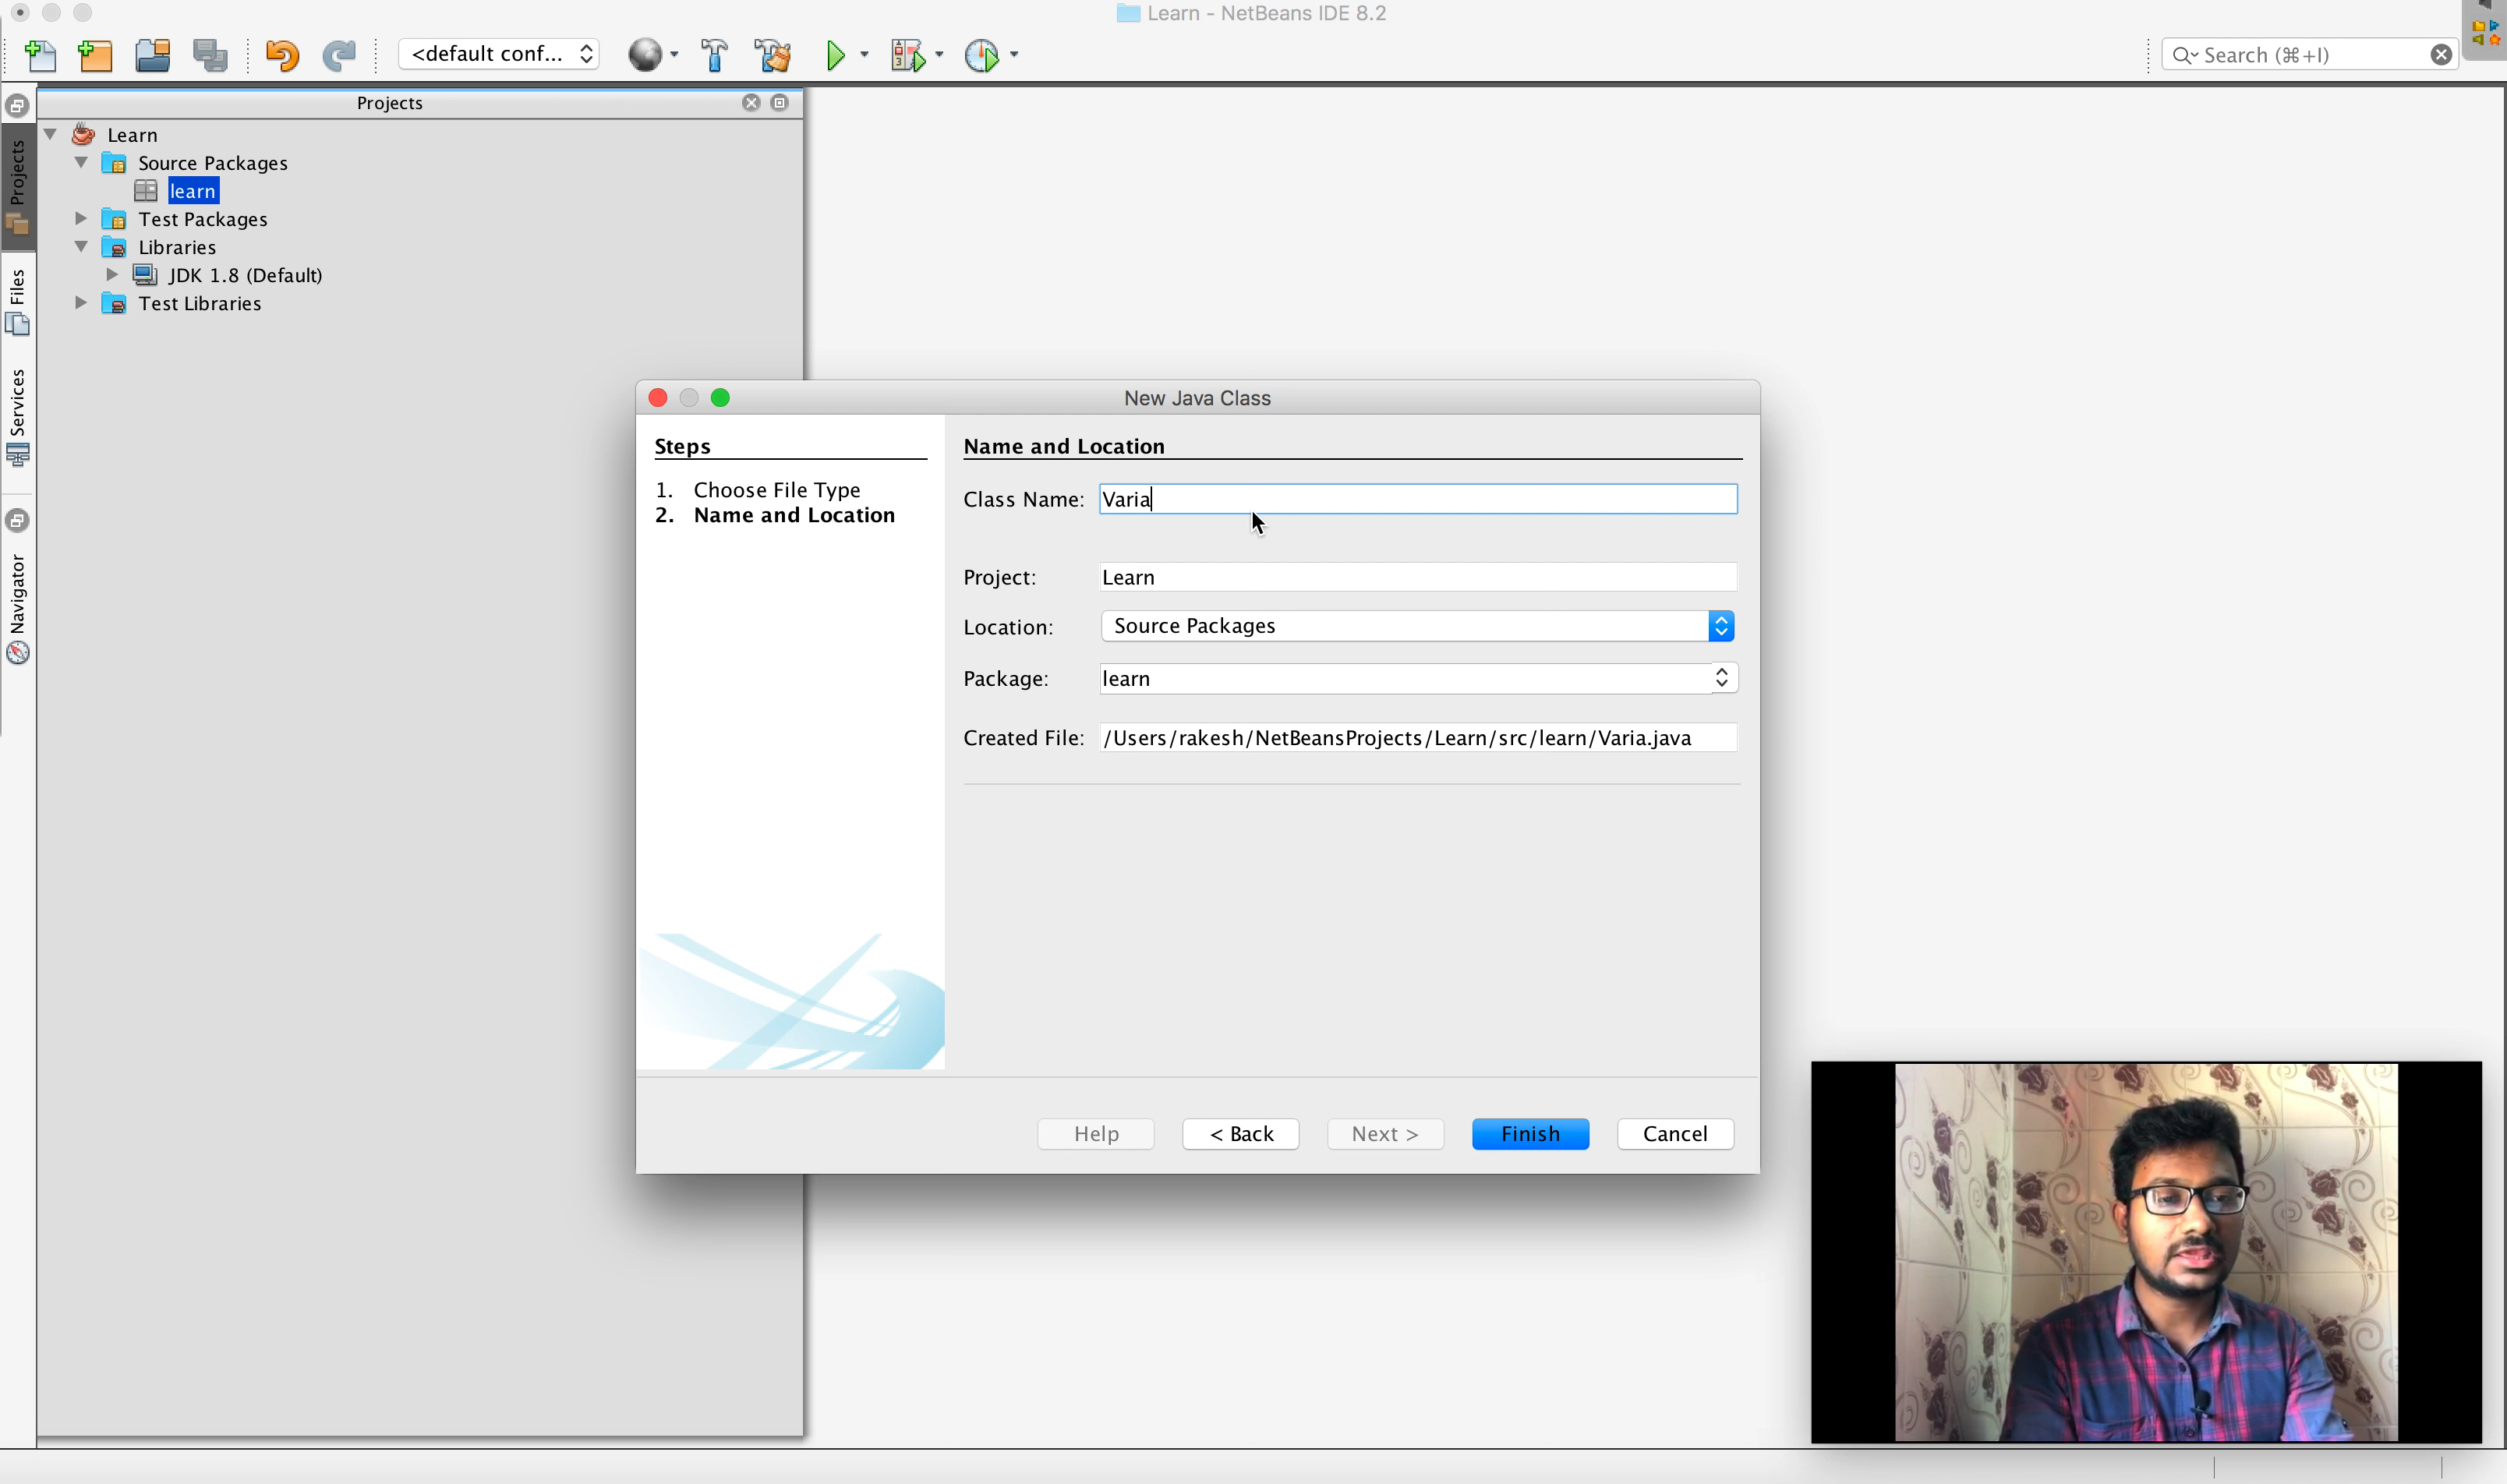 Learn - NetBeans IDE 8.2
<default conf...
Search (⌘+I)
Projects
Projects
Files
Services
Navigator
Learn
Source Packages
learn
Test Packages
Libraries
JDK 1.8 (Default)
Test Libraries
New Java Class
Steps
1. Choose File Type
2. Name and Location
Name and Location
Class Name: Varia
Project: Learn
Location: Source Packages
Package: learn
Created File: /Users/rakesh/NetBeansProjects/Learn/src/learn/Varia.java
Help < Back Next > Finish Cancel